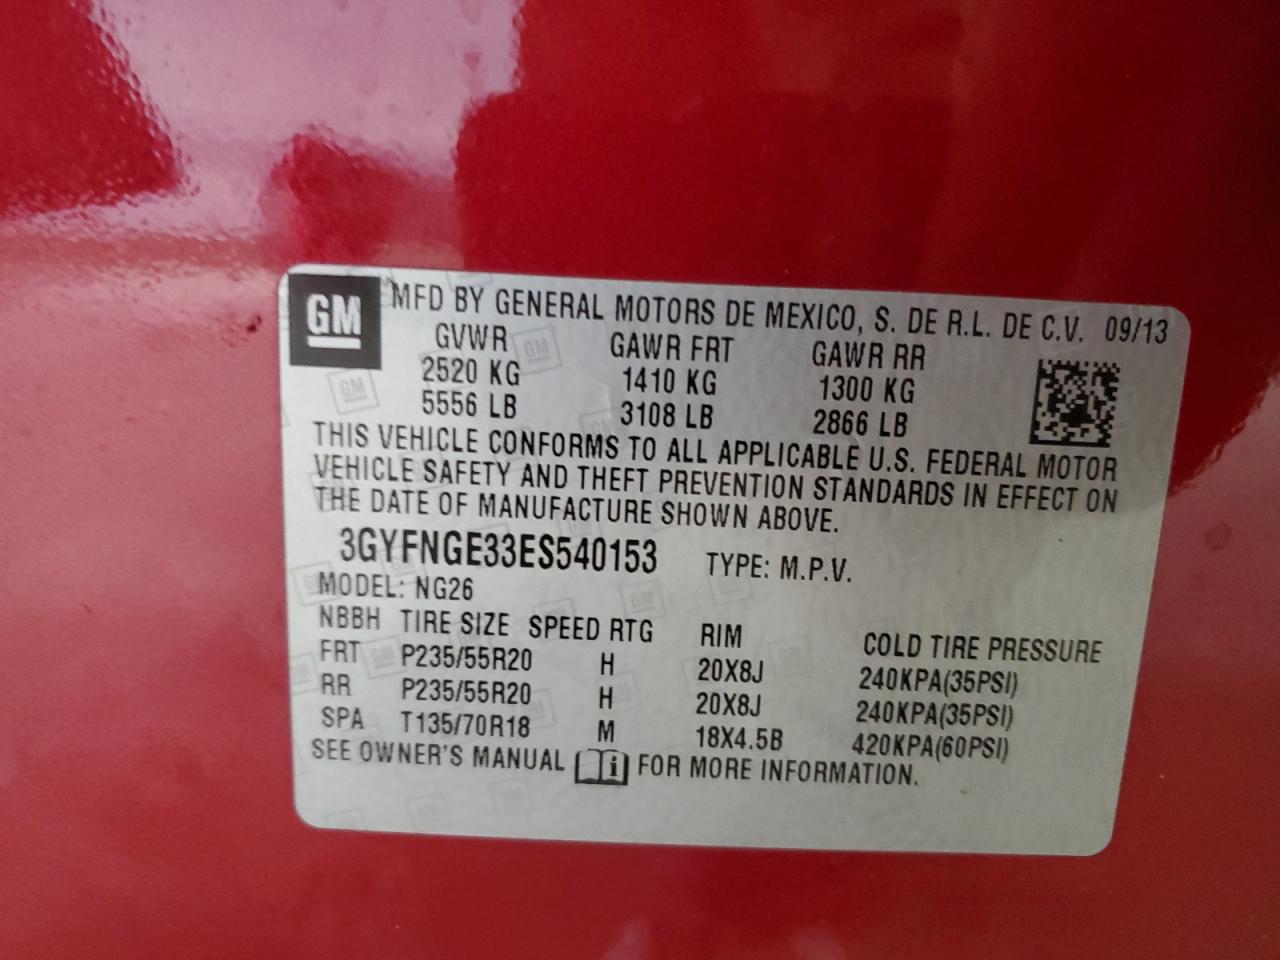 GM MFD BY GENERAL MOTORS DE MEXICO, S. DE R.L. DE C.V. 09/13
GVWR GAWR FRT GAWR RR
2520 KG 1410 KG 1300 KG
5556 LB 3108 LB 2866 LB
THIS VEHICLE CONFORMS TO ALL APPLICABLE U.S. FEDERAL MOTOR
VEHICLE SAFETY AND THEFT PREVENTION STANDARDS IN EFFECT ON
THE DATE OF MANUFACTURE SHOWN ABOVE.
3GYFNGE33ES540153 TYPE: M.P.V.
MODEL: NG26
NBBH TIRE SIZE SPEED RTG RIM COLD TIRE PRESSURE
FRT P235/55R20 H 20X8J 240KPA(35PSI)
RR P235/55R20 H 20X8J 240KPA(35PSI)
SPA T135/70R18 M 18X4.5B 420KPA(60PSI)
SEE OWNER'S MANUAL i FOR MORE INFORMATION.